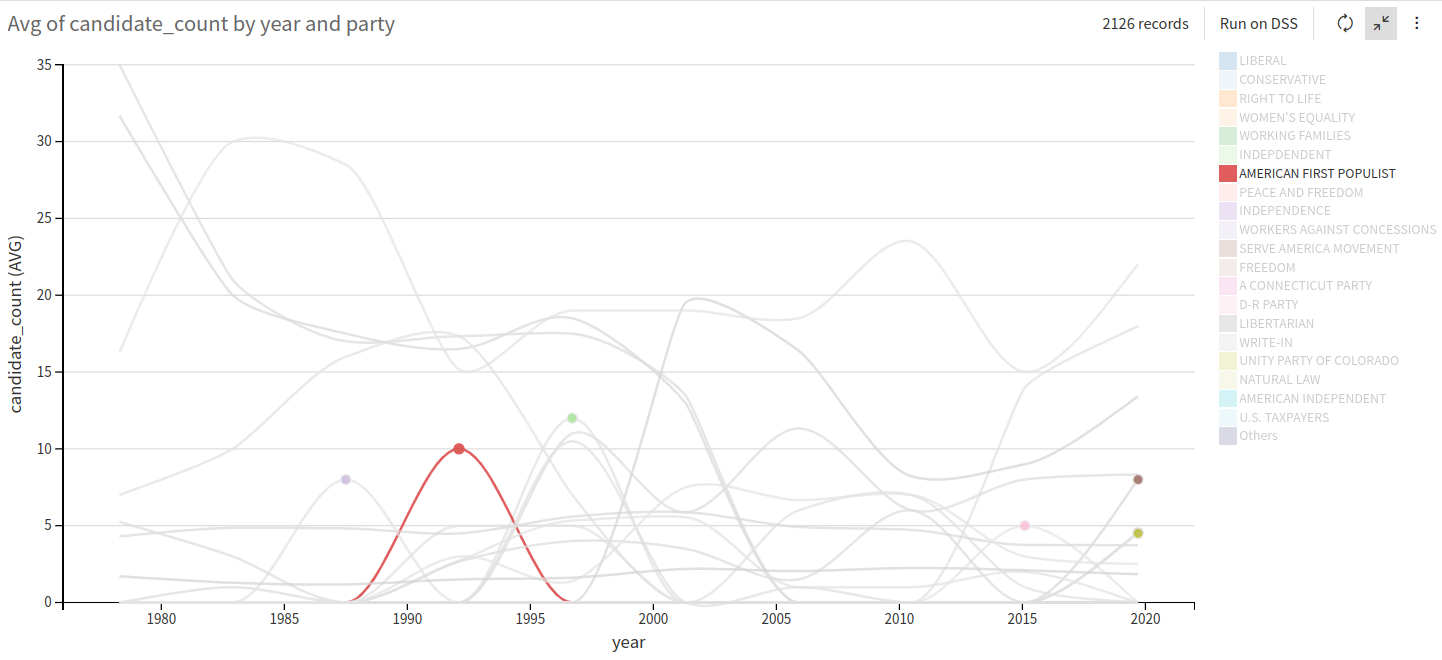 Avg of candidate_count by year and party
2126 records
Run on DSS
candidate_count (AVG)
35
30
25
20
15
10
5
0
1980
1985
1990
1995
2000
2005
2010
2015
2020
year
LIBERAL
CONSERVATIVE
RIGHT TO LIFE
WOMEN'S EQUALITY
WORKING FAMILIES
INDEPDENDENT
AMERICAN FIRST POPULIST
PEACE AND FREEDOM
INDEPENDENCE
WORKERS AGAINST CONCESSIONS
SERVE AMERICA MOVEMENT
FREEDOM
A CONNECTICUT PARTY
D-R PARTY
LIBERTARIAN
WRITE-IN
UNITY PARTY OF COLORADO
NATURAL LAW
AMERICAN INDEPENDENT
U.S. TAXPAYERS
Others